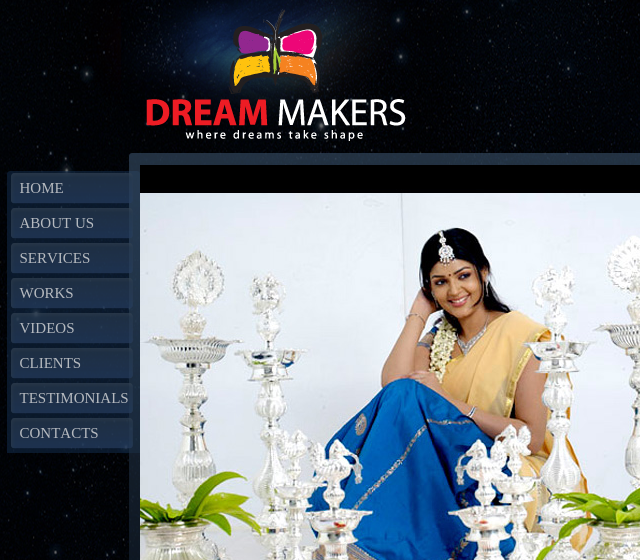 DREAM MAKERS
where dreams take shape
HOME
ABOUT US
SERVICES
WORKS
VIDEOS
CLIENTS
TESTIMONIALS
CONTACTS